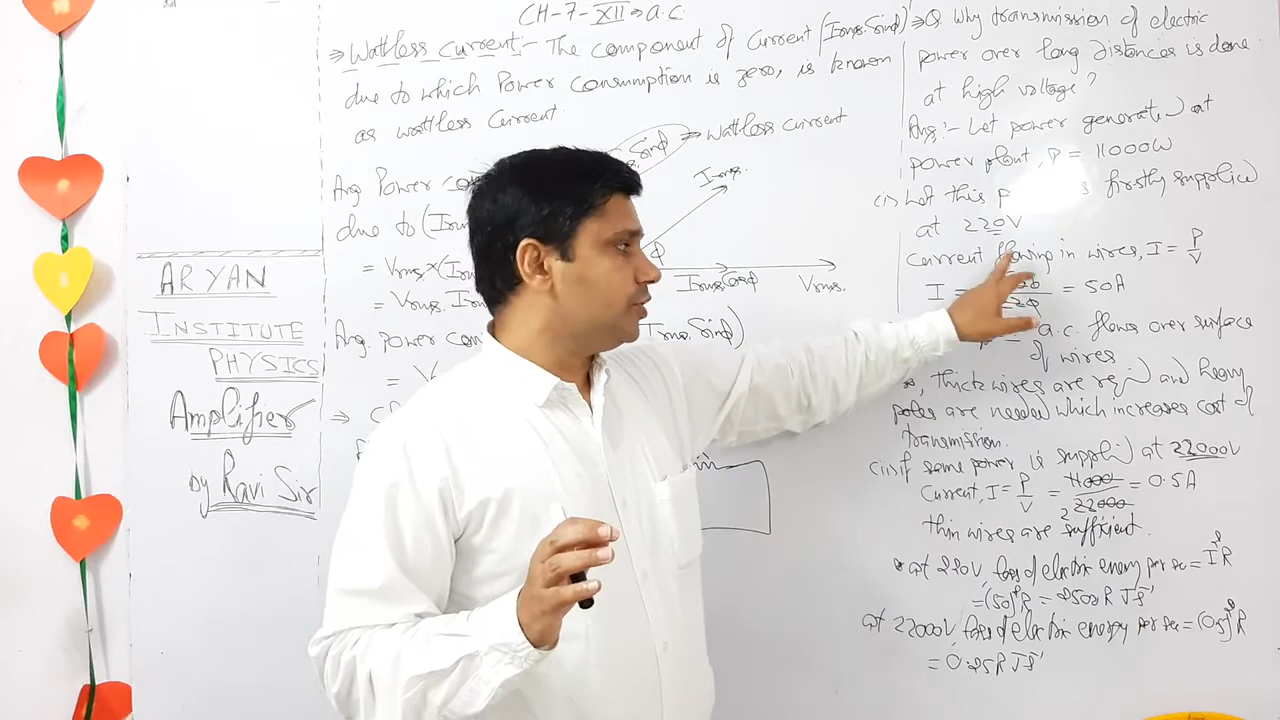 CH-7-XII⇒a.c.
⇒ Wattless current:- The component of current (Irms.Sinϕ)
due to which Power consumption is zero, is known
as wattless current
Sinϕ ⇒ wattless current
Irms.
ϕ
Irms Cosϕ
Vrms.
Avg Power
due to (Irms
= Vrms×(I
= Vrms. Irms
Avg. power con
Irms. Sinϕ)
= V
⇒
ARYAN
INSTITUTE
PHYSICS
Amplifier
by Ravi Sir
⇒ Q. Why transmission of electric
power over long distances is done
at high voltage?
Ans:- Let power generated at
power plant, P = 11000W
(i) Let this p s firstly supplied
at 220V
current flowing in wires, I = P/V
I = = 50A
a.c. flows over surface
of wires
, thick wires are reqd and heavy
poles are needed which increases cost of
transmission.
(ii) if same power is supplied at 22000V
Current, I = P/V = 11000/22000 = 0.5A
2
thin wires are sufficient.
* at 220V loss of electric energy per sec = I²R
= (50)²R = 2500R JS⁻¹
at 22000V loss of electric energy per sec = (0.5)²R
= 0.25R JS⁻¹